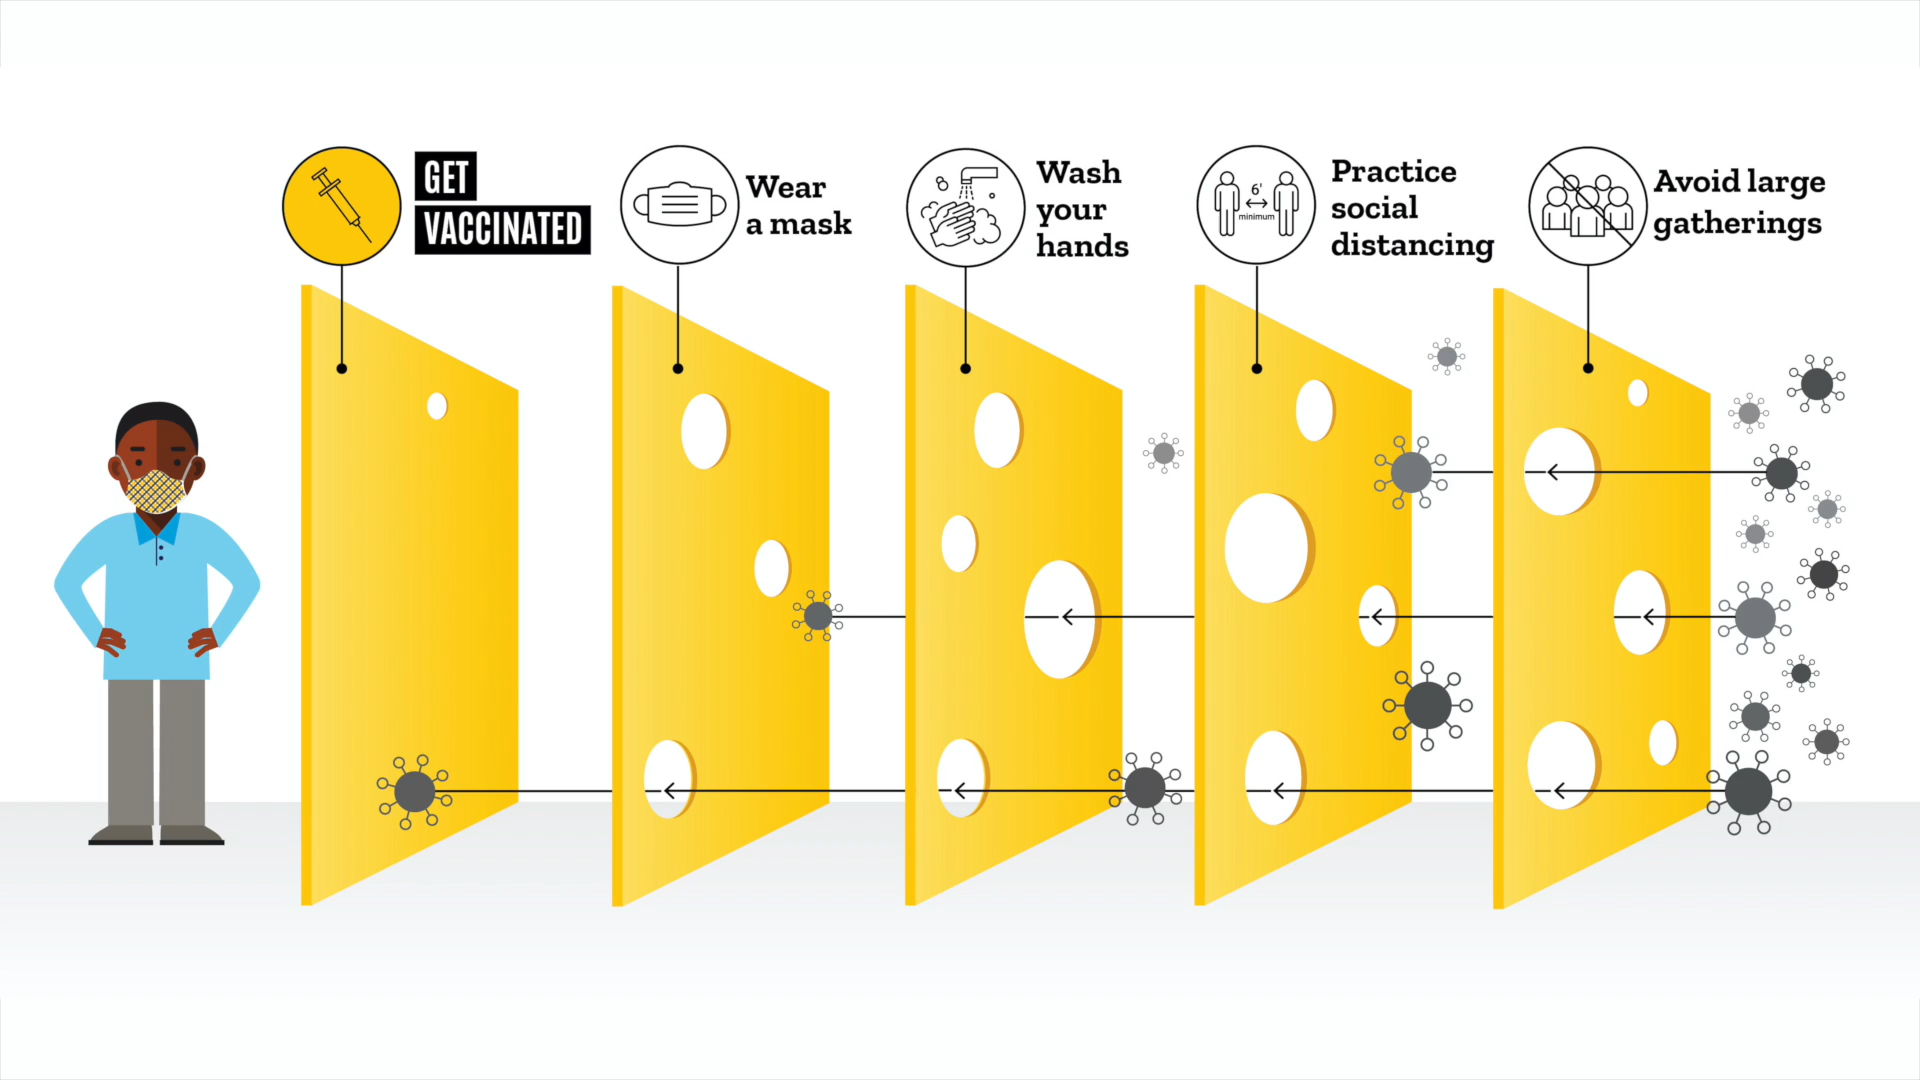 GET
VACCINATED
Wear
a mask
Wash
your
hands
6'
minimum
Practice
social
distancing
Avoid large
gatherings